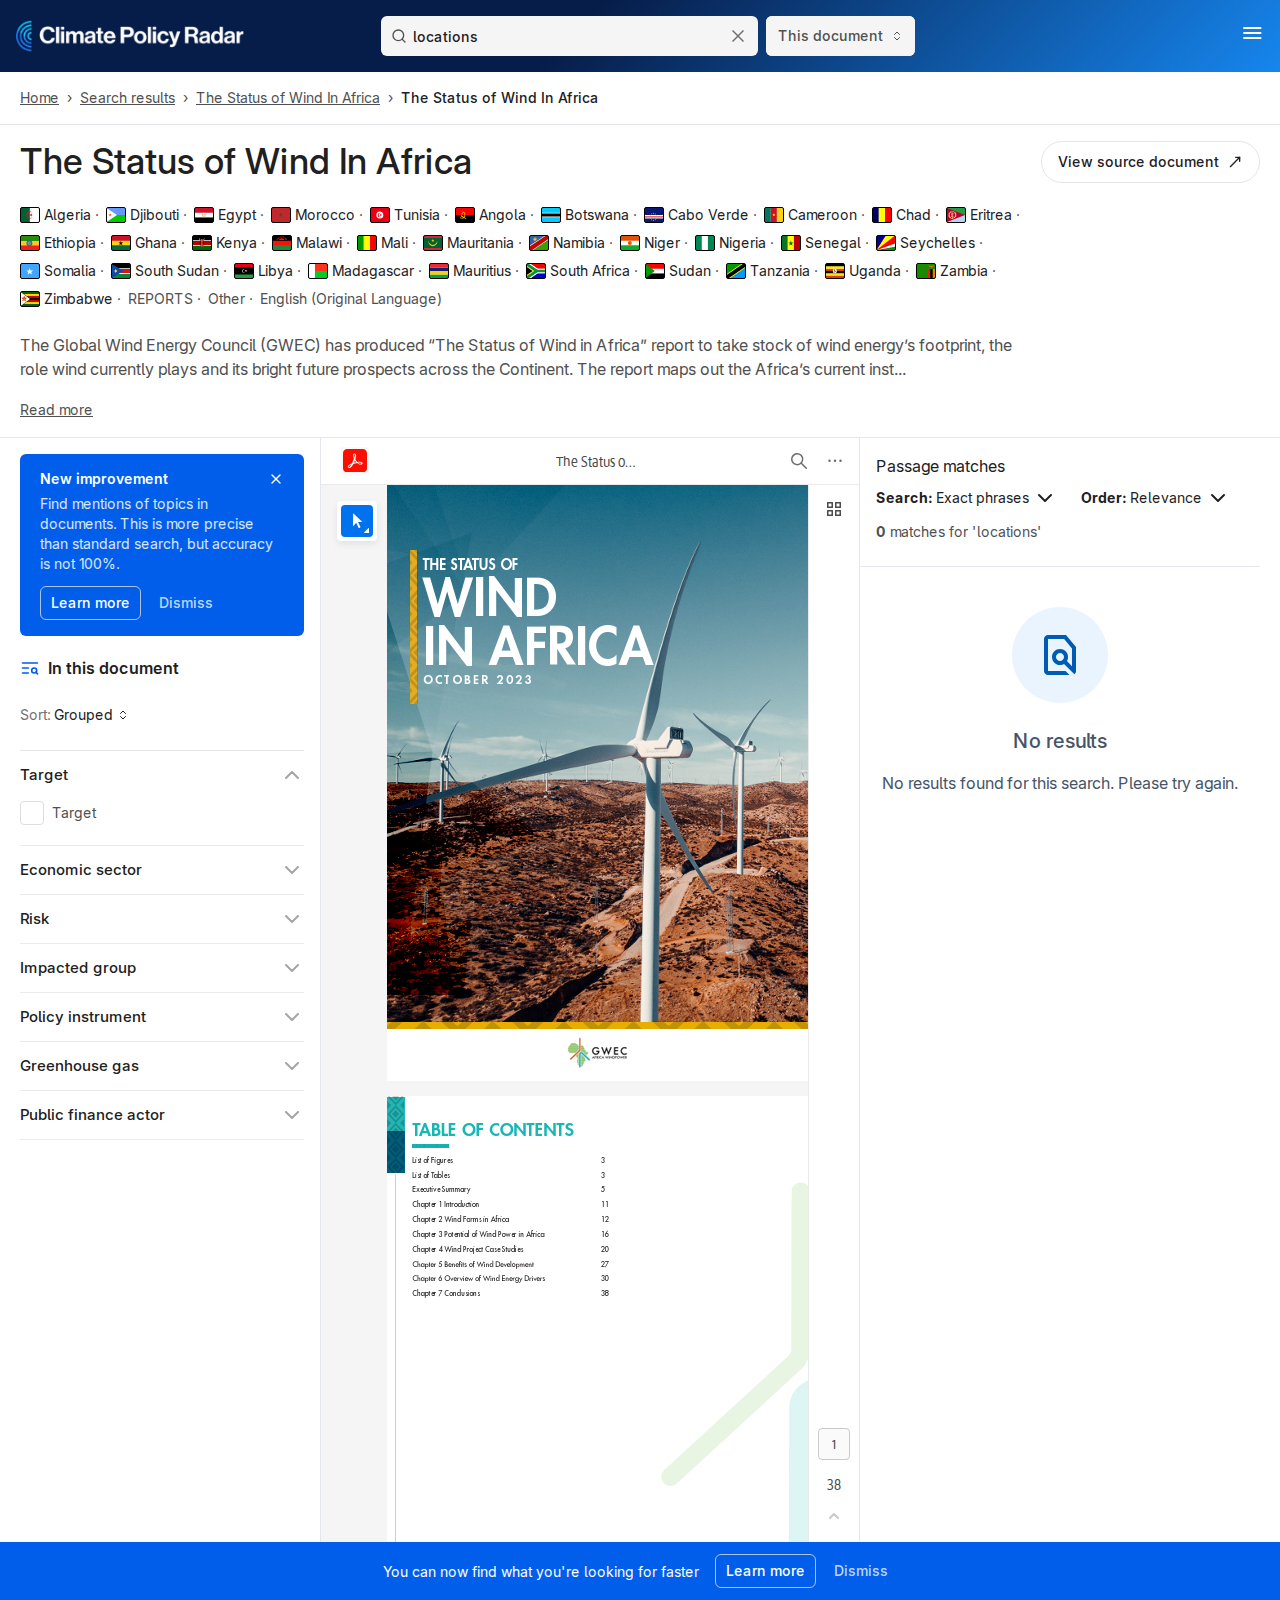 Climate Policy Radar
locations
This document
Home › Search results › The Status of Wind In Africa › The Status of Wind In Africa
The Status of Wind In Africa
View source document
Algeria · Djibouti · Egypt · Morocco · Tunisia · Angola · Botswana · Cabo Verde · Cameroon · Chad · Eritrea ·
Ethiopia · Ghana · Kenya · Malawi · Mali · Mauritania · Namibia · Niger · Nigeria · Senegal · Seychelles ·
Somalia · South Sudan · Libya · Madagascar · Mauritius · South Africa · Sudan · Tanzania · Uganda · Zambia ·
Zimbabwe · REPORTS · Other · English (Original Language)
The Global Wind Energy Council (GWEC) has produced “The Status of Wind in Africa” report to take stock of wind energy’s footprint, the
role wind currently plays and its bright future prospects across the Continent. The report maps out the Africa’s current inst...
Read more
New improvement
Find mentions of topics in
documents. This is more precise
than standard search, but accuracy
is not 100%.
Learn more
Dismiss
In this document
Sort: Grouped
Target
Target
Economic sector
Risk
Impacted group
Policy instrument
Greenhouse gas
Public finance actor
The Status o...
THE STATUS OF
WIND
IN AFRICA
OCTOBER 2023
GWEC
AFRICA WINDPOWER
TABLE OF CONTENTS
List of Figures 3
List of Tables 3
Executive Summary 5
Chapter 1 Introduction 11
Chapter 2 Wind Farms in Africa 12
Chapter 3 Potential of Wind Power in Africa 16
Chapter 4 Wind Project Case Studies 20
Chapter 5 Benefits of Wind Development 27
Chapter 6 Overview of Wind Energy Drivers 30
Chapter 7 Conclusions 38
1
38
Passage matches
Search: Exact phrases
Order: Relevance
0 matches for 'locations'
No results
No results found for this search. Please try again.
You can now find what you're looking for faster
Learn more
Dismiss